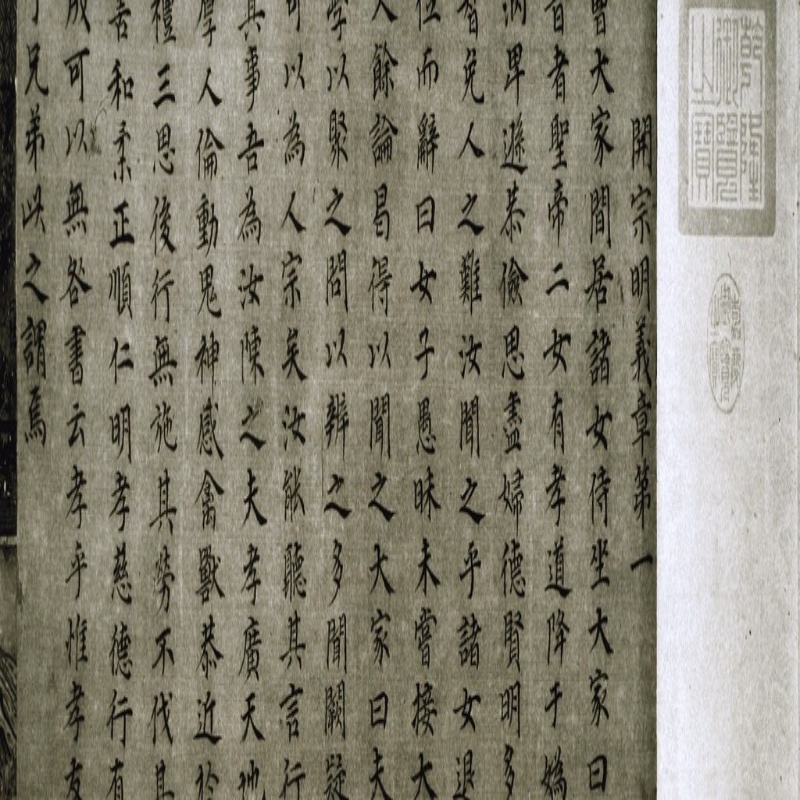 乾隆御覽之寶
開宗明義章第一
曹大家閒居諸女侍坐大家曰
昔者聖帝二女有孝道降于媯
汭卑遜恭儉思盡婦德賢明多
智免人之難汝聞之乎諸女退
位而辭曰女子愚昧未嘗接大
人餘論曷得以聞之大家曰夫
學以聚之問以辨之多聞闕疑
可以為人宗矣汝能聽其言行
其事吾為汝陳之夫孝廣天地
厚人倫動鬼神感禽獸恭近於
禮三思後行無施其勞不伐其
善和柔正順仁明孝慈德行有
成可以無咎書云孝乎惟孝友
于兄弟此之謂焉